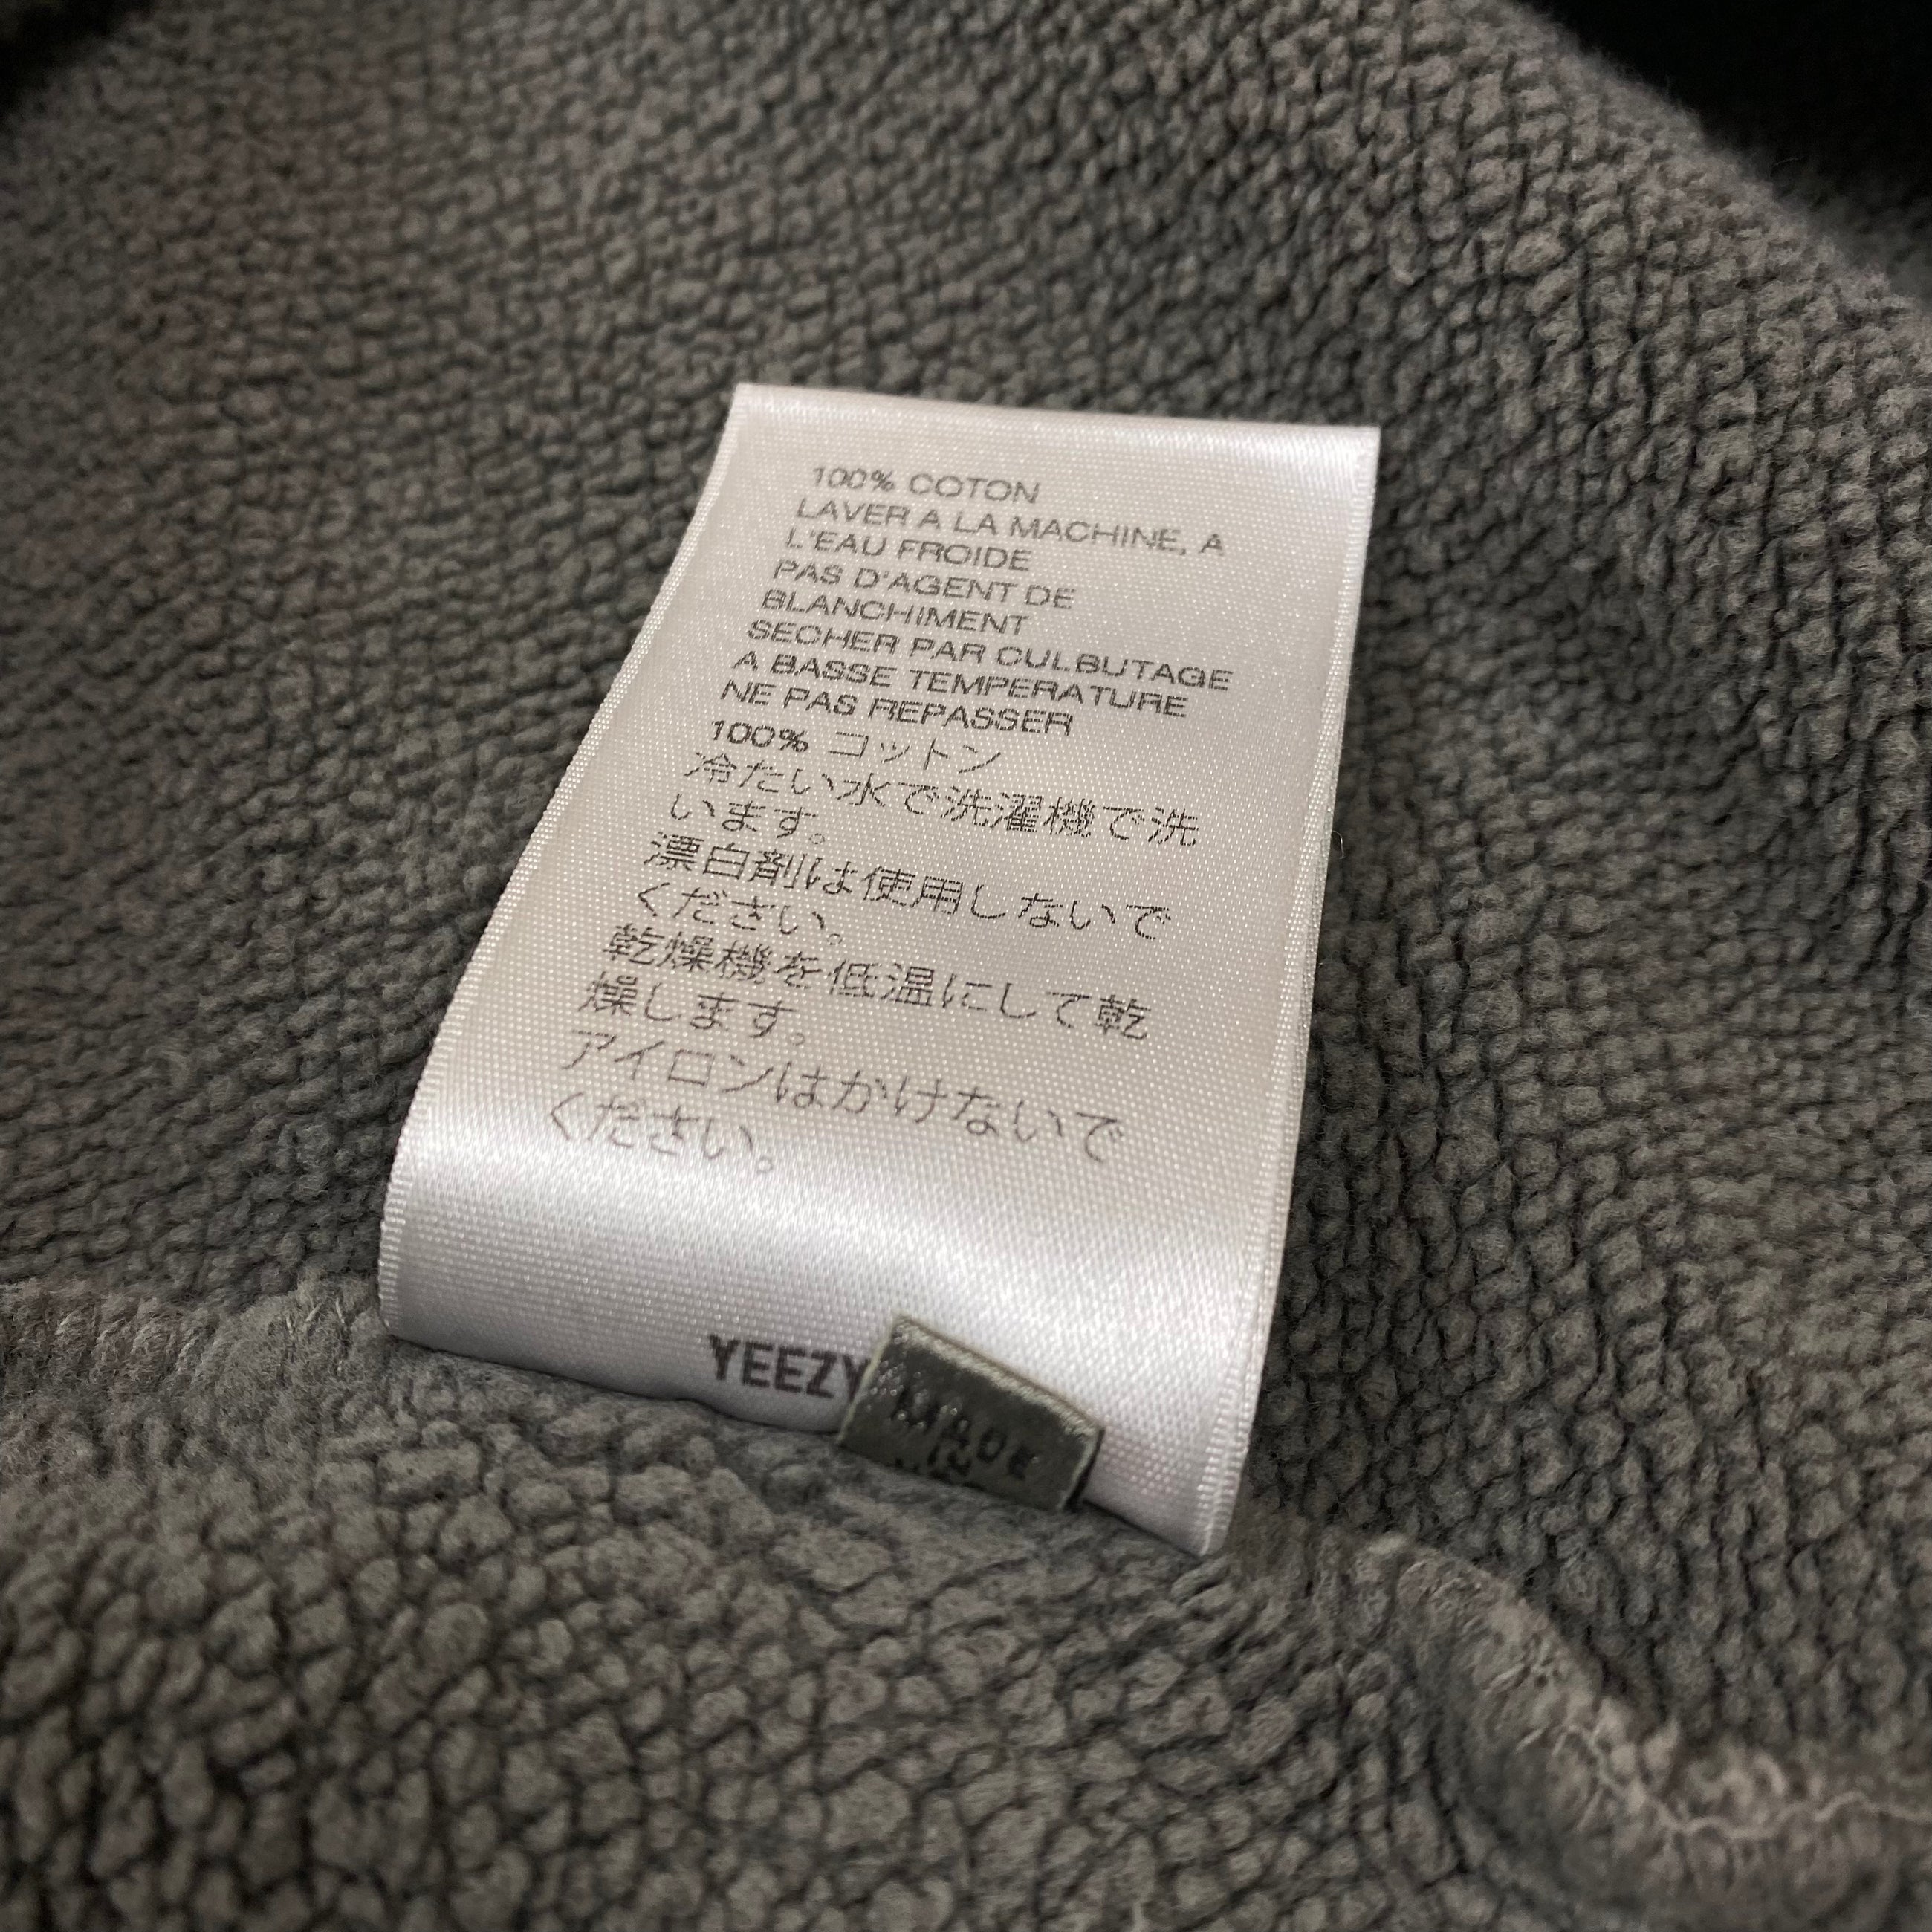 100% COTON
LAVER A LA MACHINE, A
L'EAU FROIDE
PAS D'AGENT DE
BLANCHIMENT
SECHER PAR CULBUTAGE
A BASSE TEMPERATURE
NE PAS REPASSER
100% コットン
冷たい水で洗濯機で洗
います。
漂白剤は使用しないで
ください。
乾燥機を低温にして乾
燥します。
アイロンはかけないで
ください。
YEEZY
MADE
IN